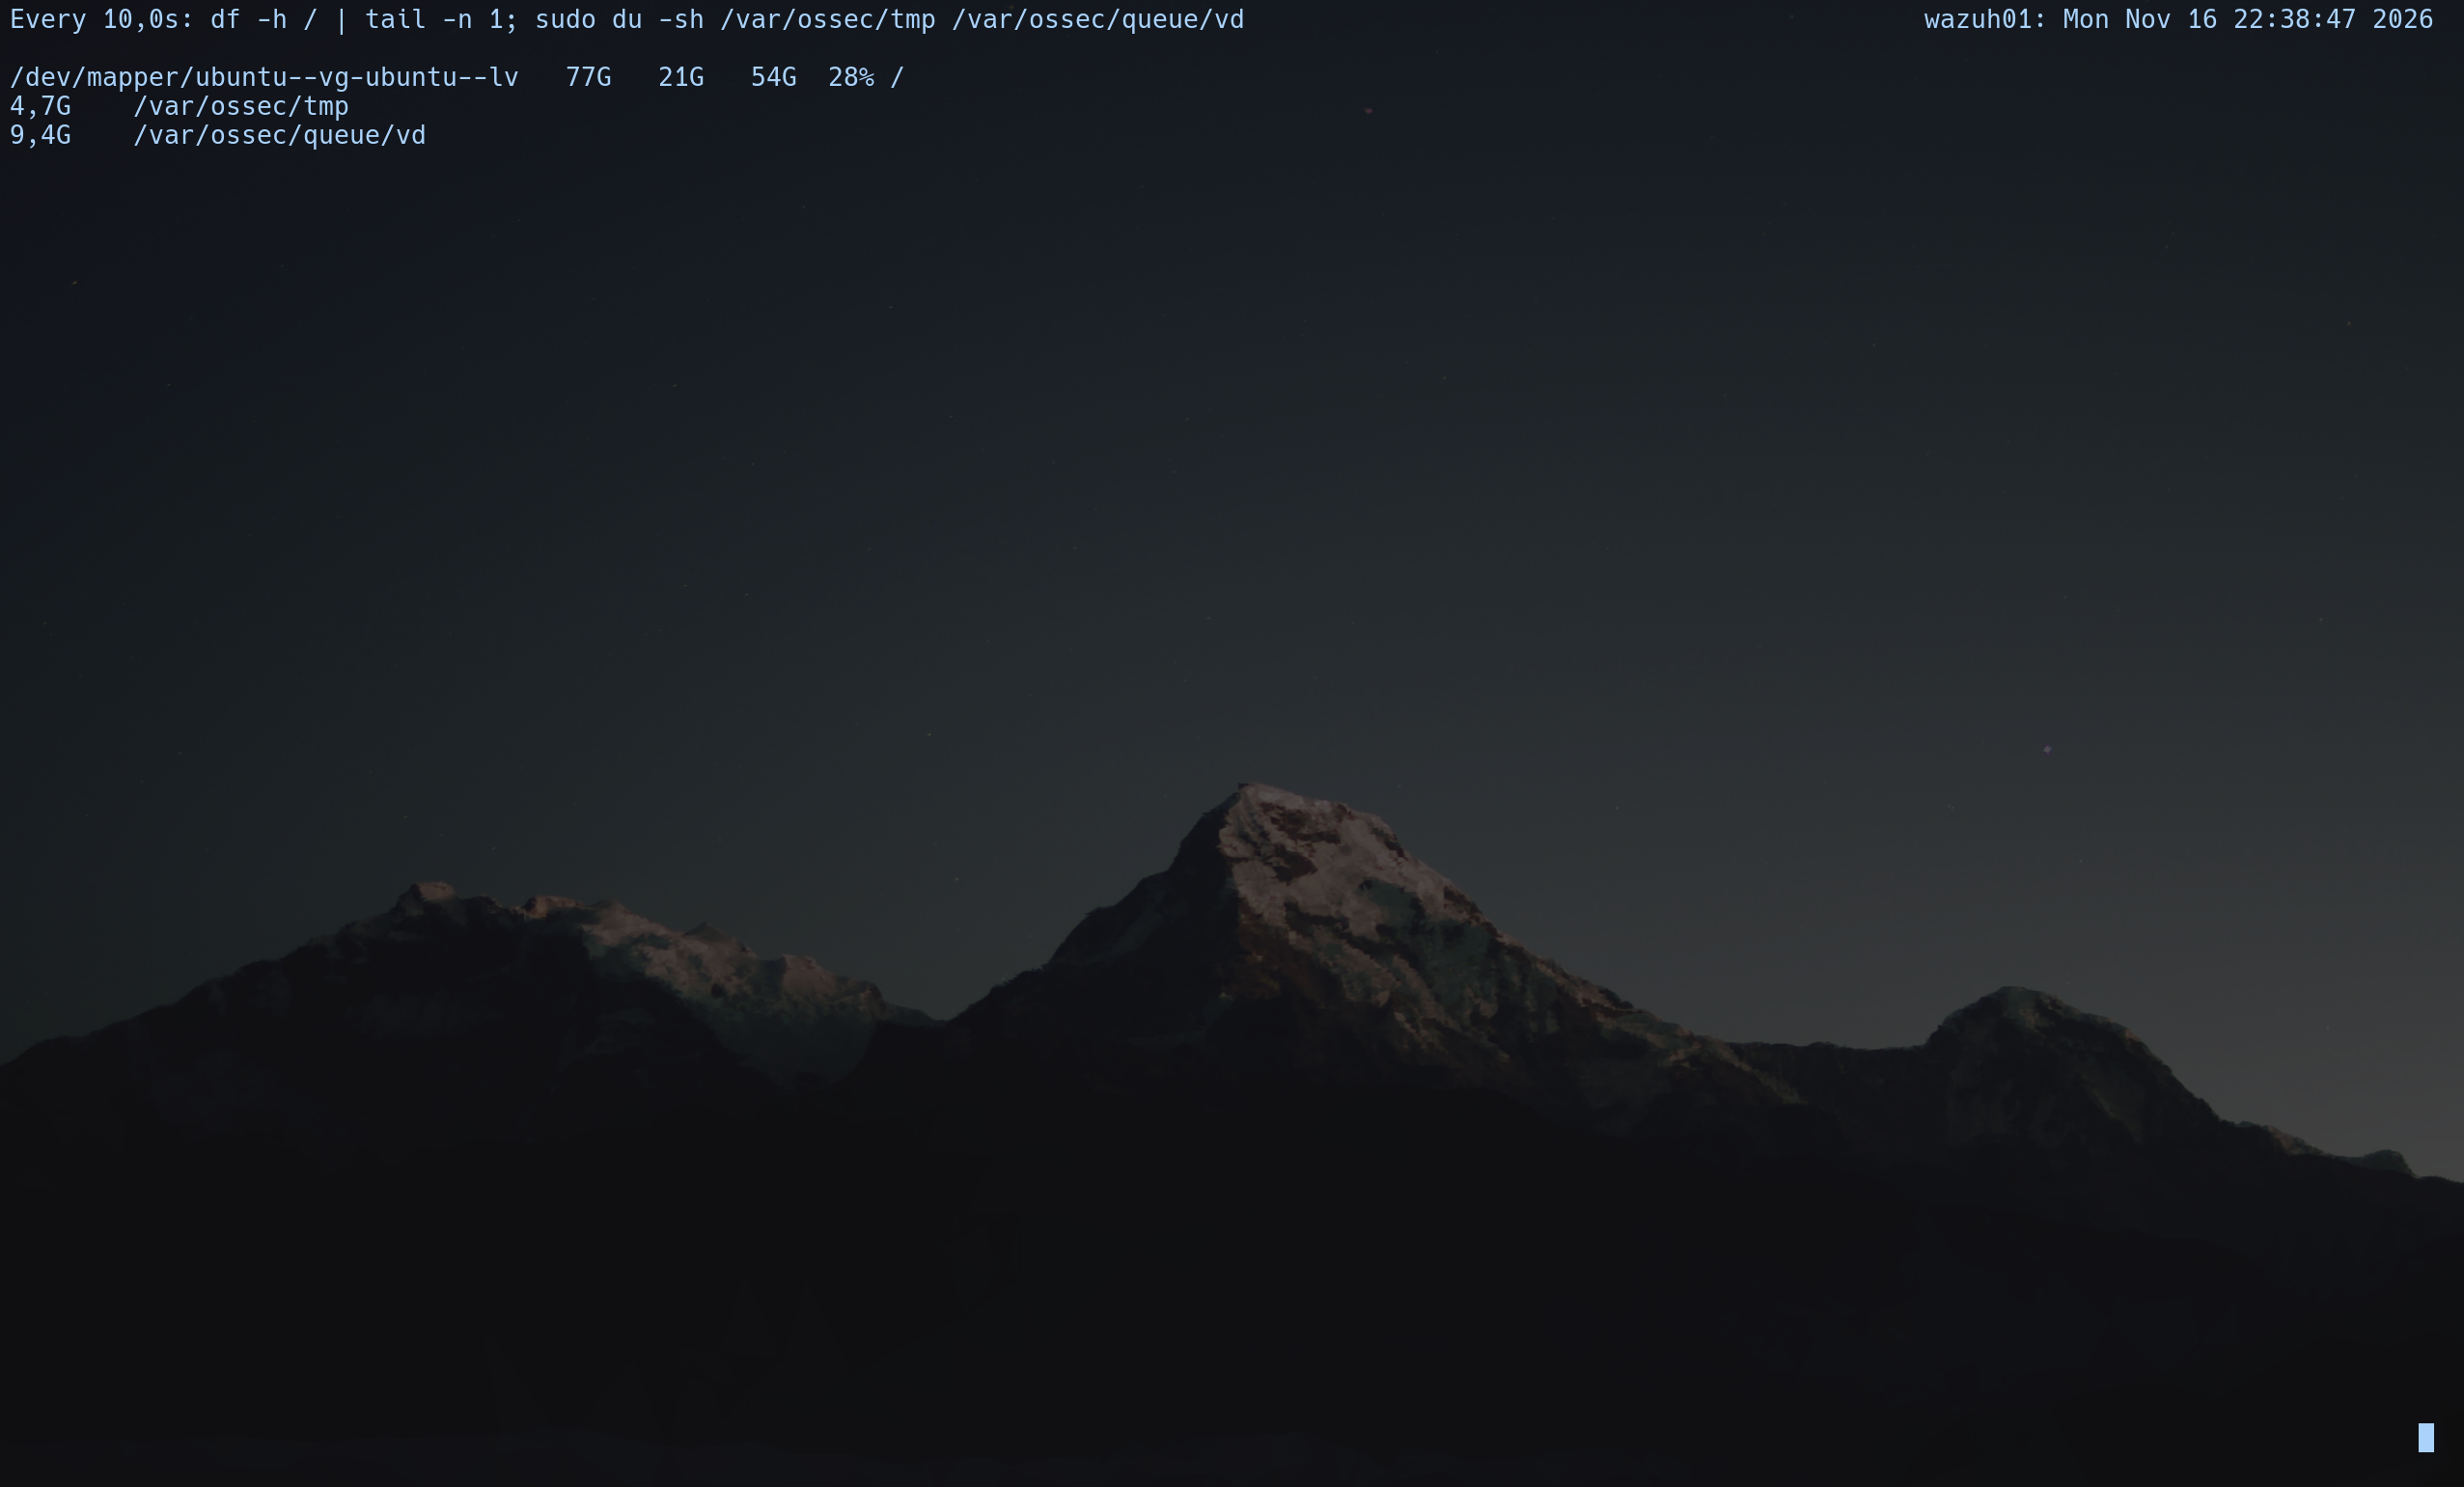 Every 10,0s: df -h / | tail -n 1; sudo du -sh /var/ossec/tmp /var/ossec/queue/vd wazuh01: Mon Nov 16 22:38:47 2026
/dev/mapper/ubuntu--vg-ubuntu--lv 77G 21G 54G 28% /
4,7G /var/ossec/tmp
9,4G /var/ossec/queue/vd